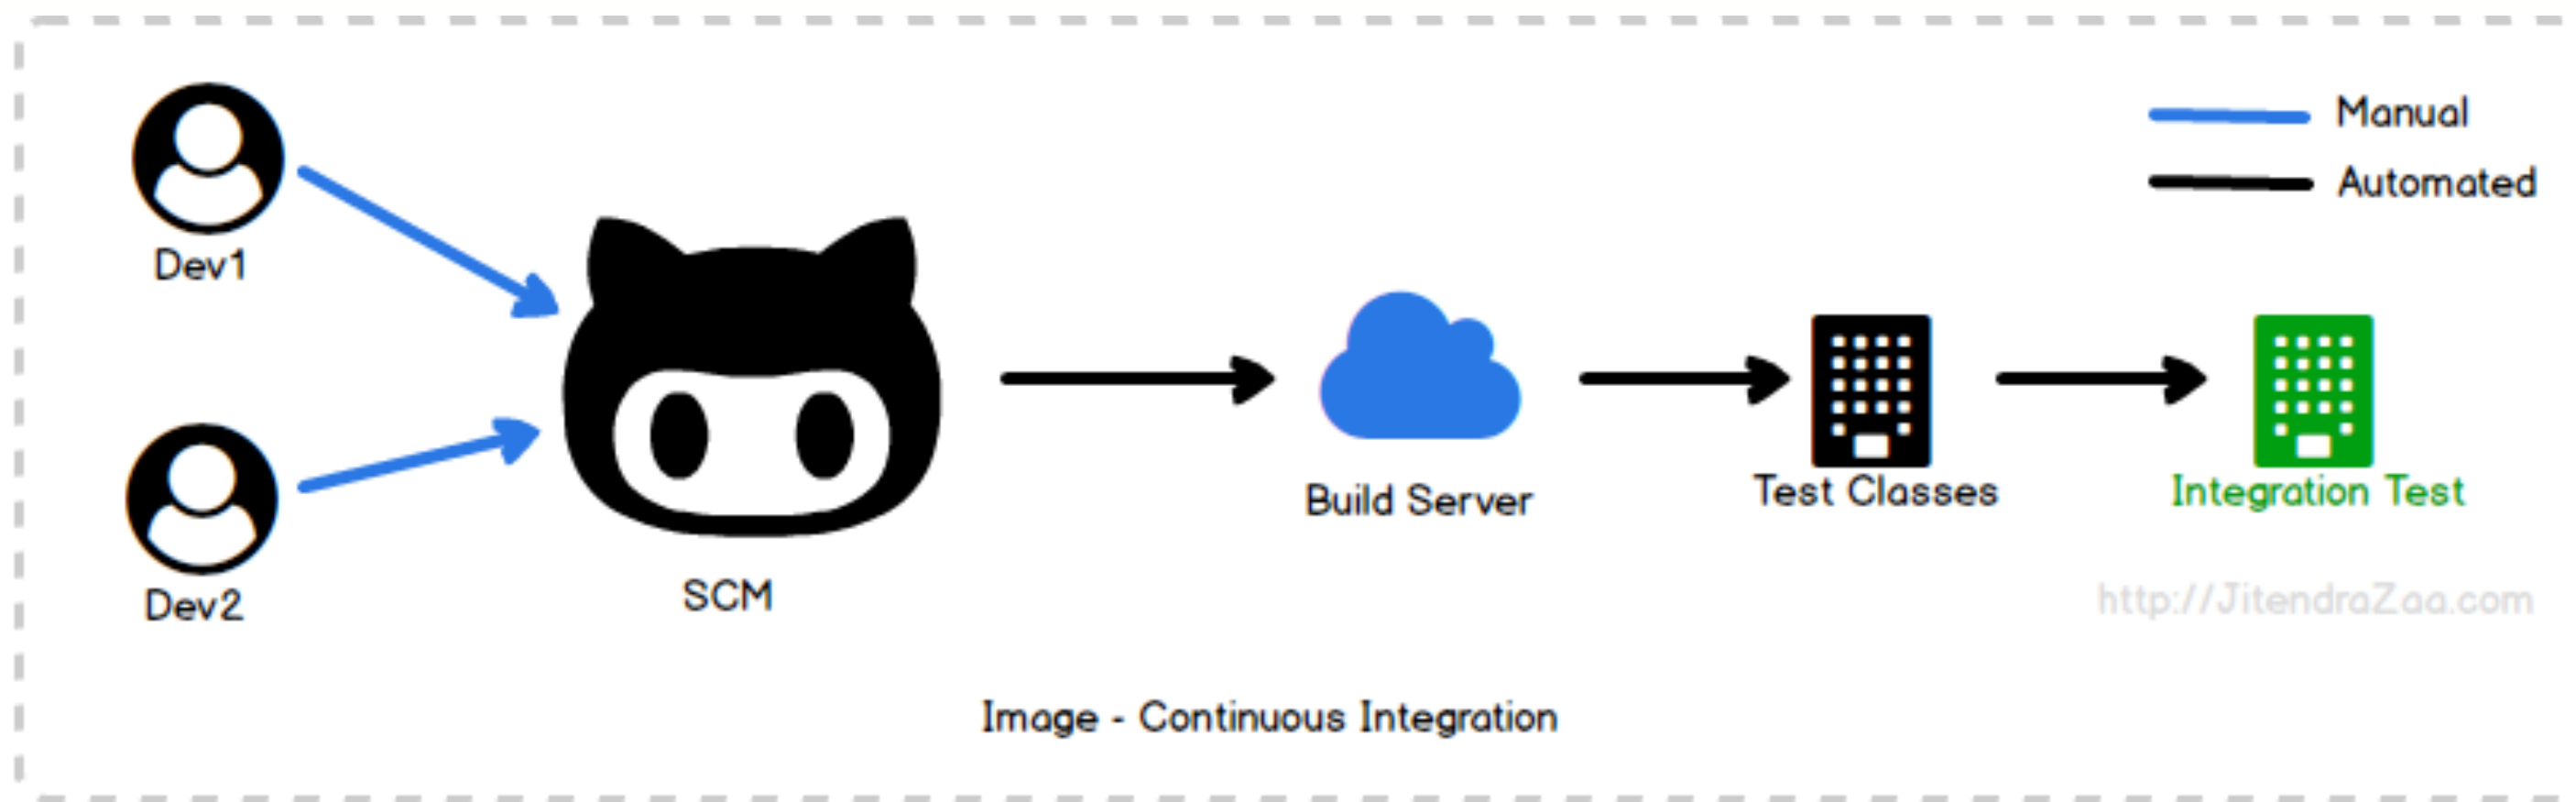 Manual
Automated
Dev1
Dev2
SCM
Build Server
Test Classes
Integration Test
http://JitendraZaa.com
Image - Continuous Integration